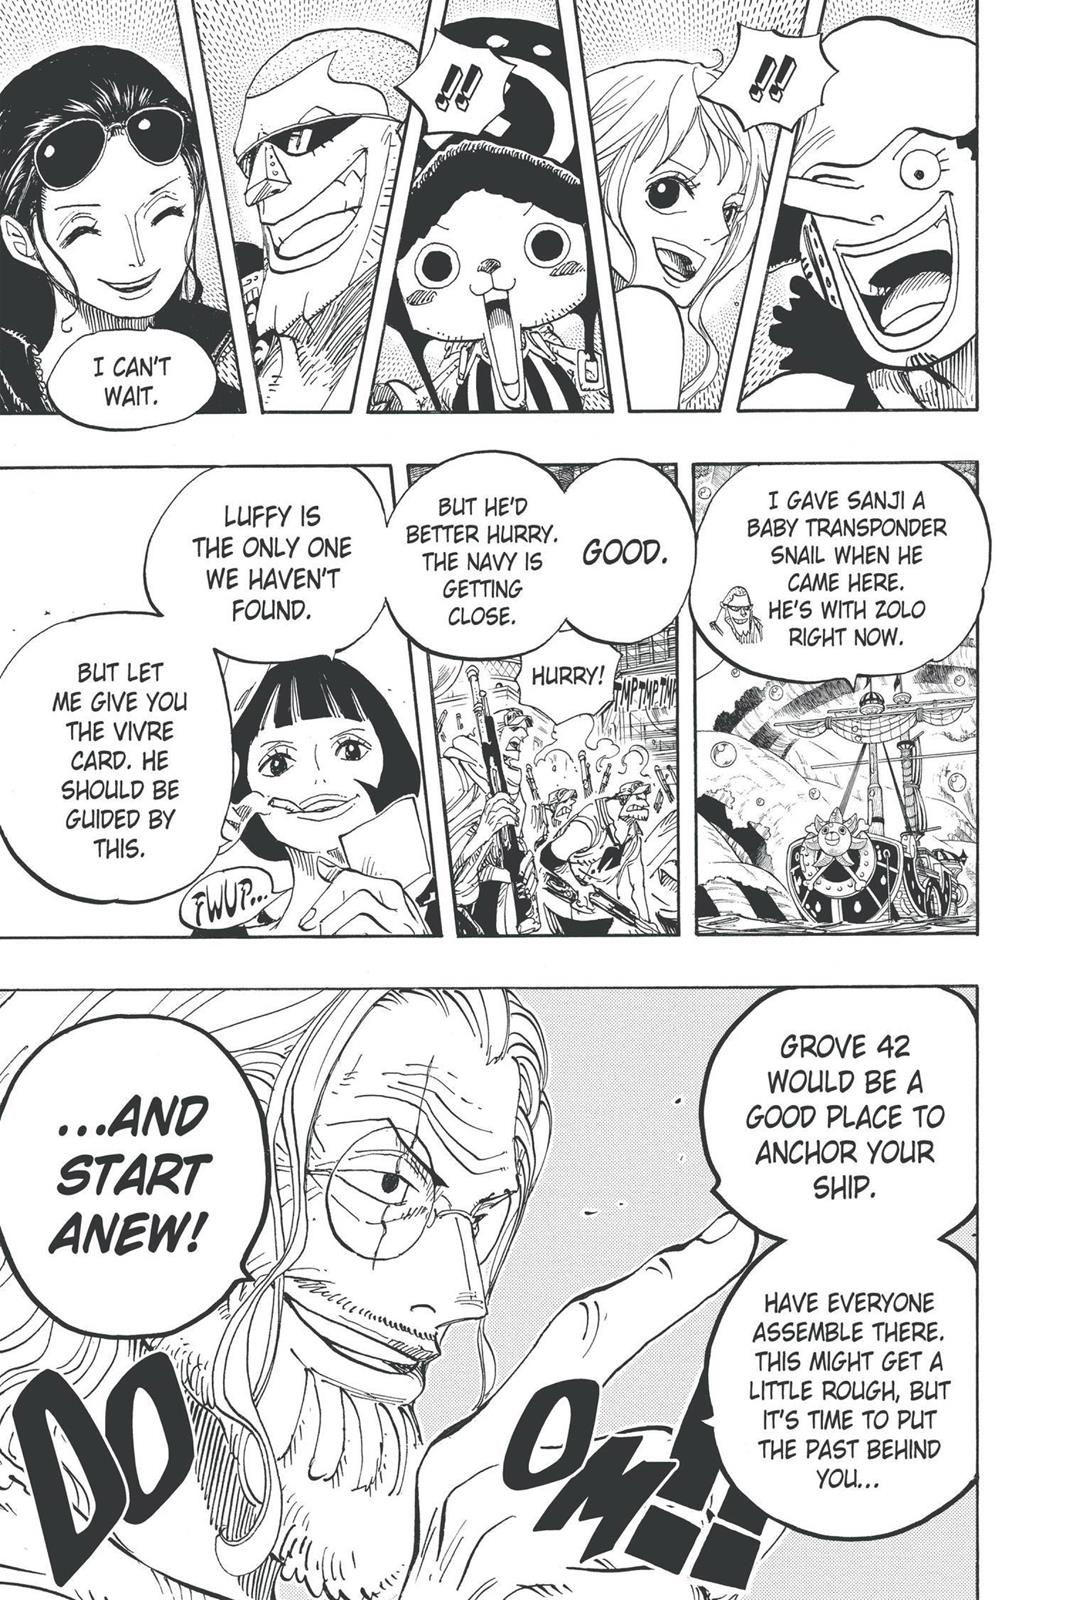 !!
!!
I CAN'T
WAIT.
I GAVE SANJI A
BABY TRANSPONDER
SNAIL WHEN HE
CAME HERE.
HE'S WITH ZOLO
RIGHT NOW.
GOOD.
BUT HE'D
BETTER HURRY.
THE NAVY IS
GETTING
CLOSE.
HURRY!
TMP TMP TMP
LUFFY IS
THE ONLY ONE
WE HAVEN'T
FOUND.
BUT LET
ME GIVE YOU
THE VIVRE
CARD. HE
SHOULD BE
GUIDED BY
THIS.
FWUP...
GROVE 42
WOULD BE A
GOOD PLACE TO
ANCHOR YOUR
SHIP.
HAVE EVERYONE
ASSEMBLE THERE.
THIS MIGHT GET A
LITTLE ROUGH, BUT
IT'S TIME TO PUT
THE PAST BEHIND
YOU...
...AND
START
ANEW!
DOOM!!